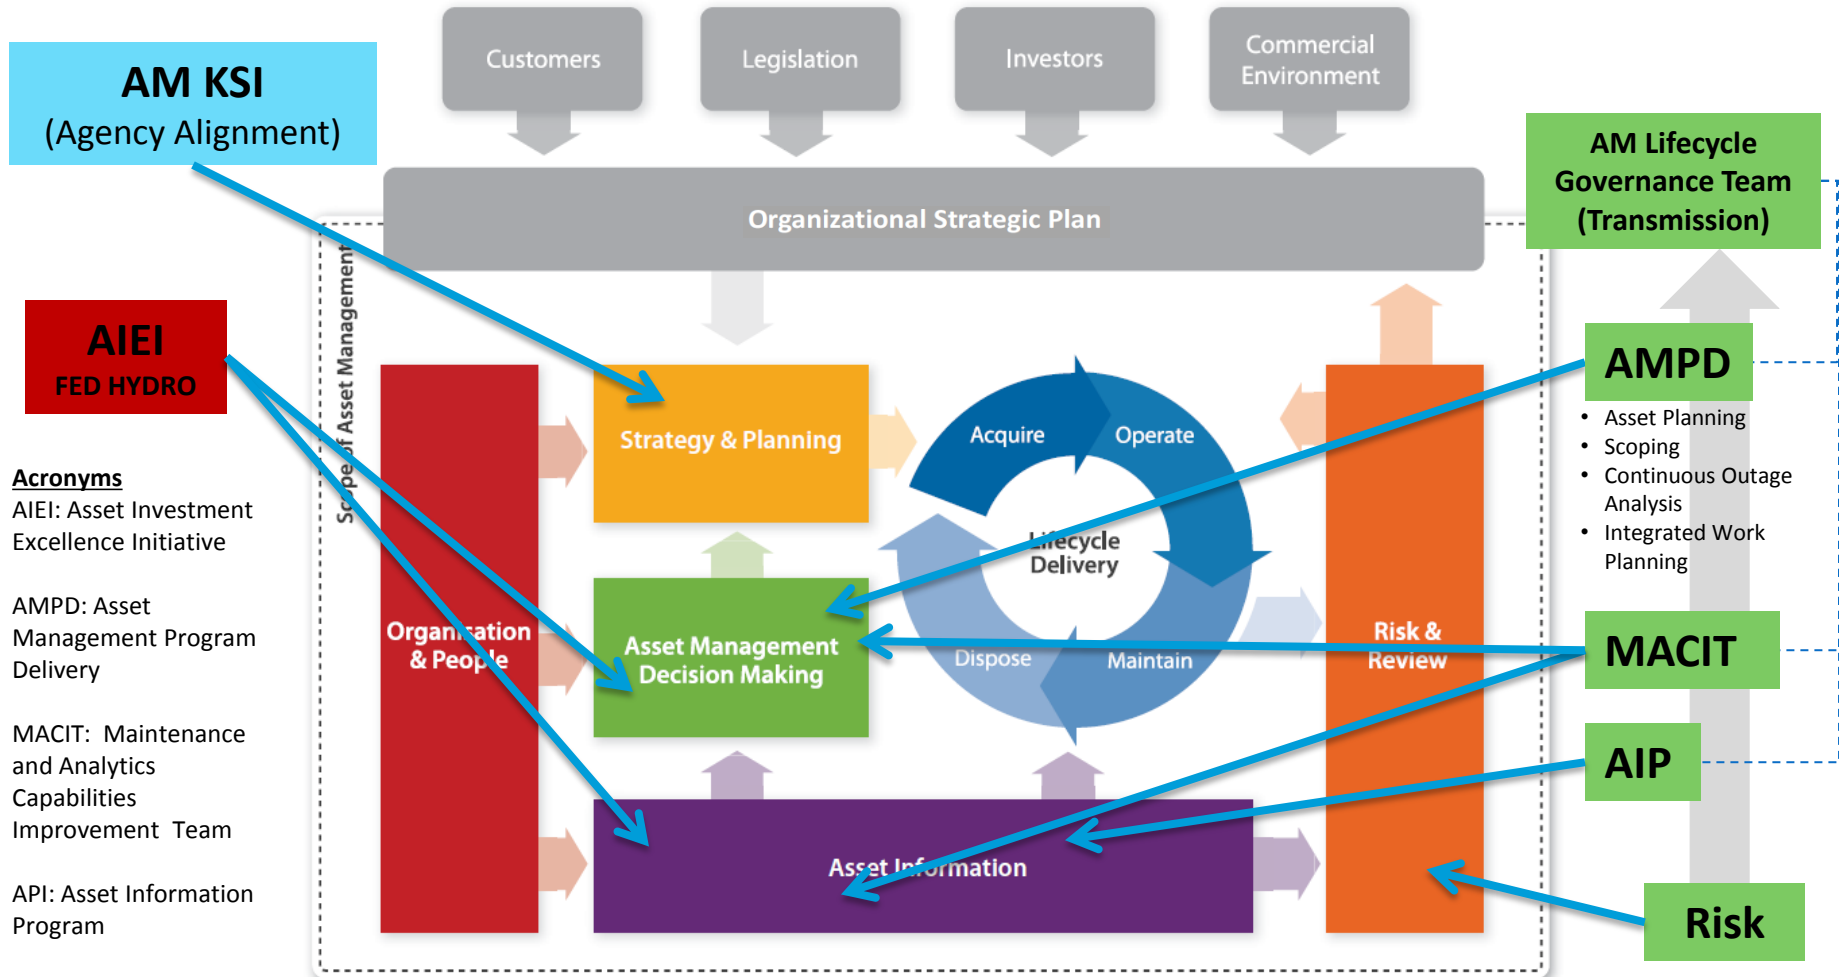 Customers
Legislation
Investors
Commercial
Environment
AM KSI
(Agency Alignment)
AM Lifecycle
Governance Team
(Transmission)
Organizational Strategic Plan
Scope of Asset Management
AIEI
FED HYDRO
Acronyms
AIEI: Asset Investment
Excellence Initiative
AMPD: Asset
Management Program
Delivery
MACIT:  Maintenance
and Analytics
Capabilities
Improvement  Team
API: Asset Information
Program
Organisation
& People
Strategy & Planning
Asset Management
Decision Making
Asset Information
Acquire
Operate
Lifecycle
Delivery
Dispose
Maintain
Risk &
Review
AMPD
• Asset Planning
• Scoping
• Continuous Outage
Analysis
• Integrated Work
Planning
MACIT
AIP
Risk